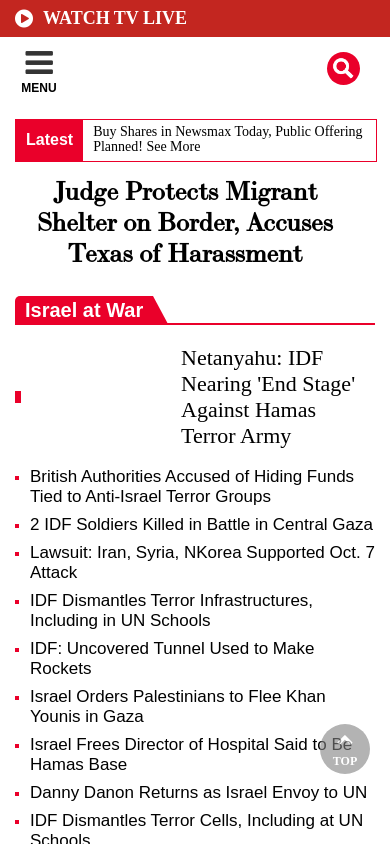 WATCH TV LIVE
MENU
Latest
Buy Shares in Newsmax Today, Public Offering
Planned! See More
Judge Protects Migrant
Shelter on Border, Accuses
Texas of Harassment
Israel at War
Netanyahu: IDF
Nearing 'End Stage'
Against Hamas
Terror Army
British Authorities Accused of Hiding Funds
Tied to Anti-Israel Terror Groups
2 IDF Soldiers Killed in Battle in Central Gaza
Lawsuit: Iran, Syria, NKorea Supported Oct. 7
Attack
IDF Dismantles Terror Infrastructures,
Including in UN Schools
IDF: Uncovered Tunnel Used to Make
Rockets
Israel Orders Palestinians to Flee Khan
Younis in Gaza
Israel Frees Director of Hospital Said to Be
Hamas Base
TOP
Danny Danon Returns as Israel Envoy to UN
IDF Dismantles Terror Cells, Including at UN
Schools